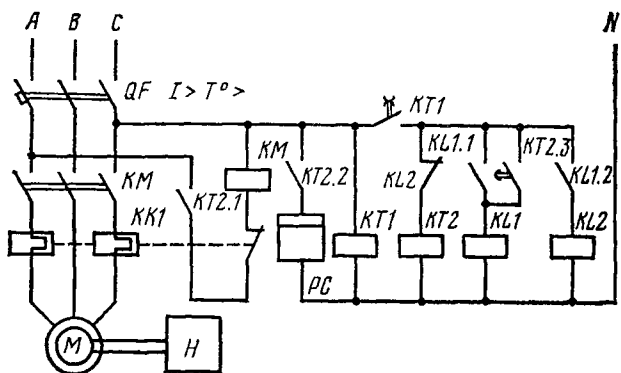 A B C N
QF I> T°>
KT1
KM
KL1.1
KT2.3
KM
KT2.2
KL2
KL1.2
KK1
KT2.1
KT1
KT2
KL1
KL2
PC
M
H